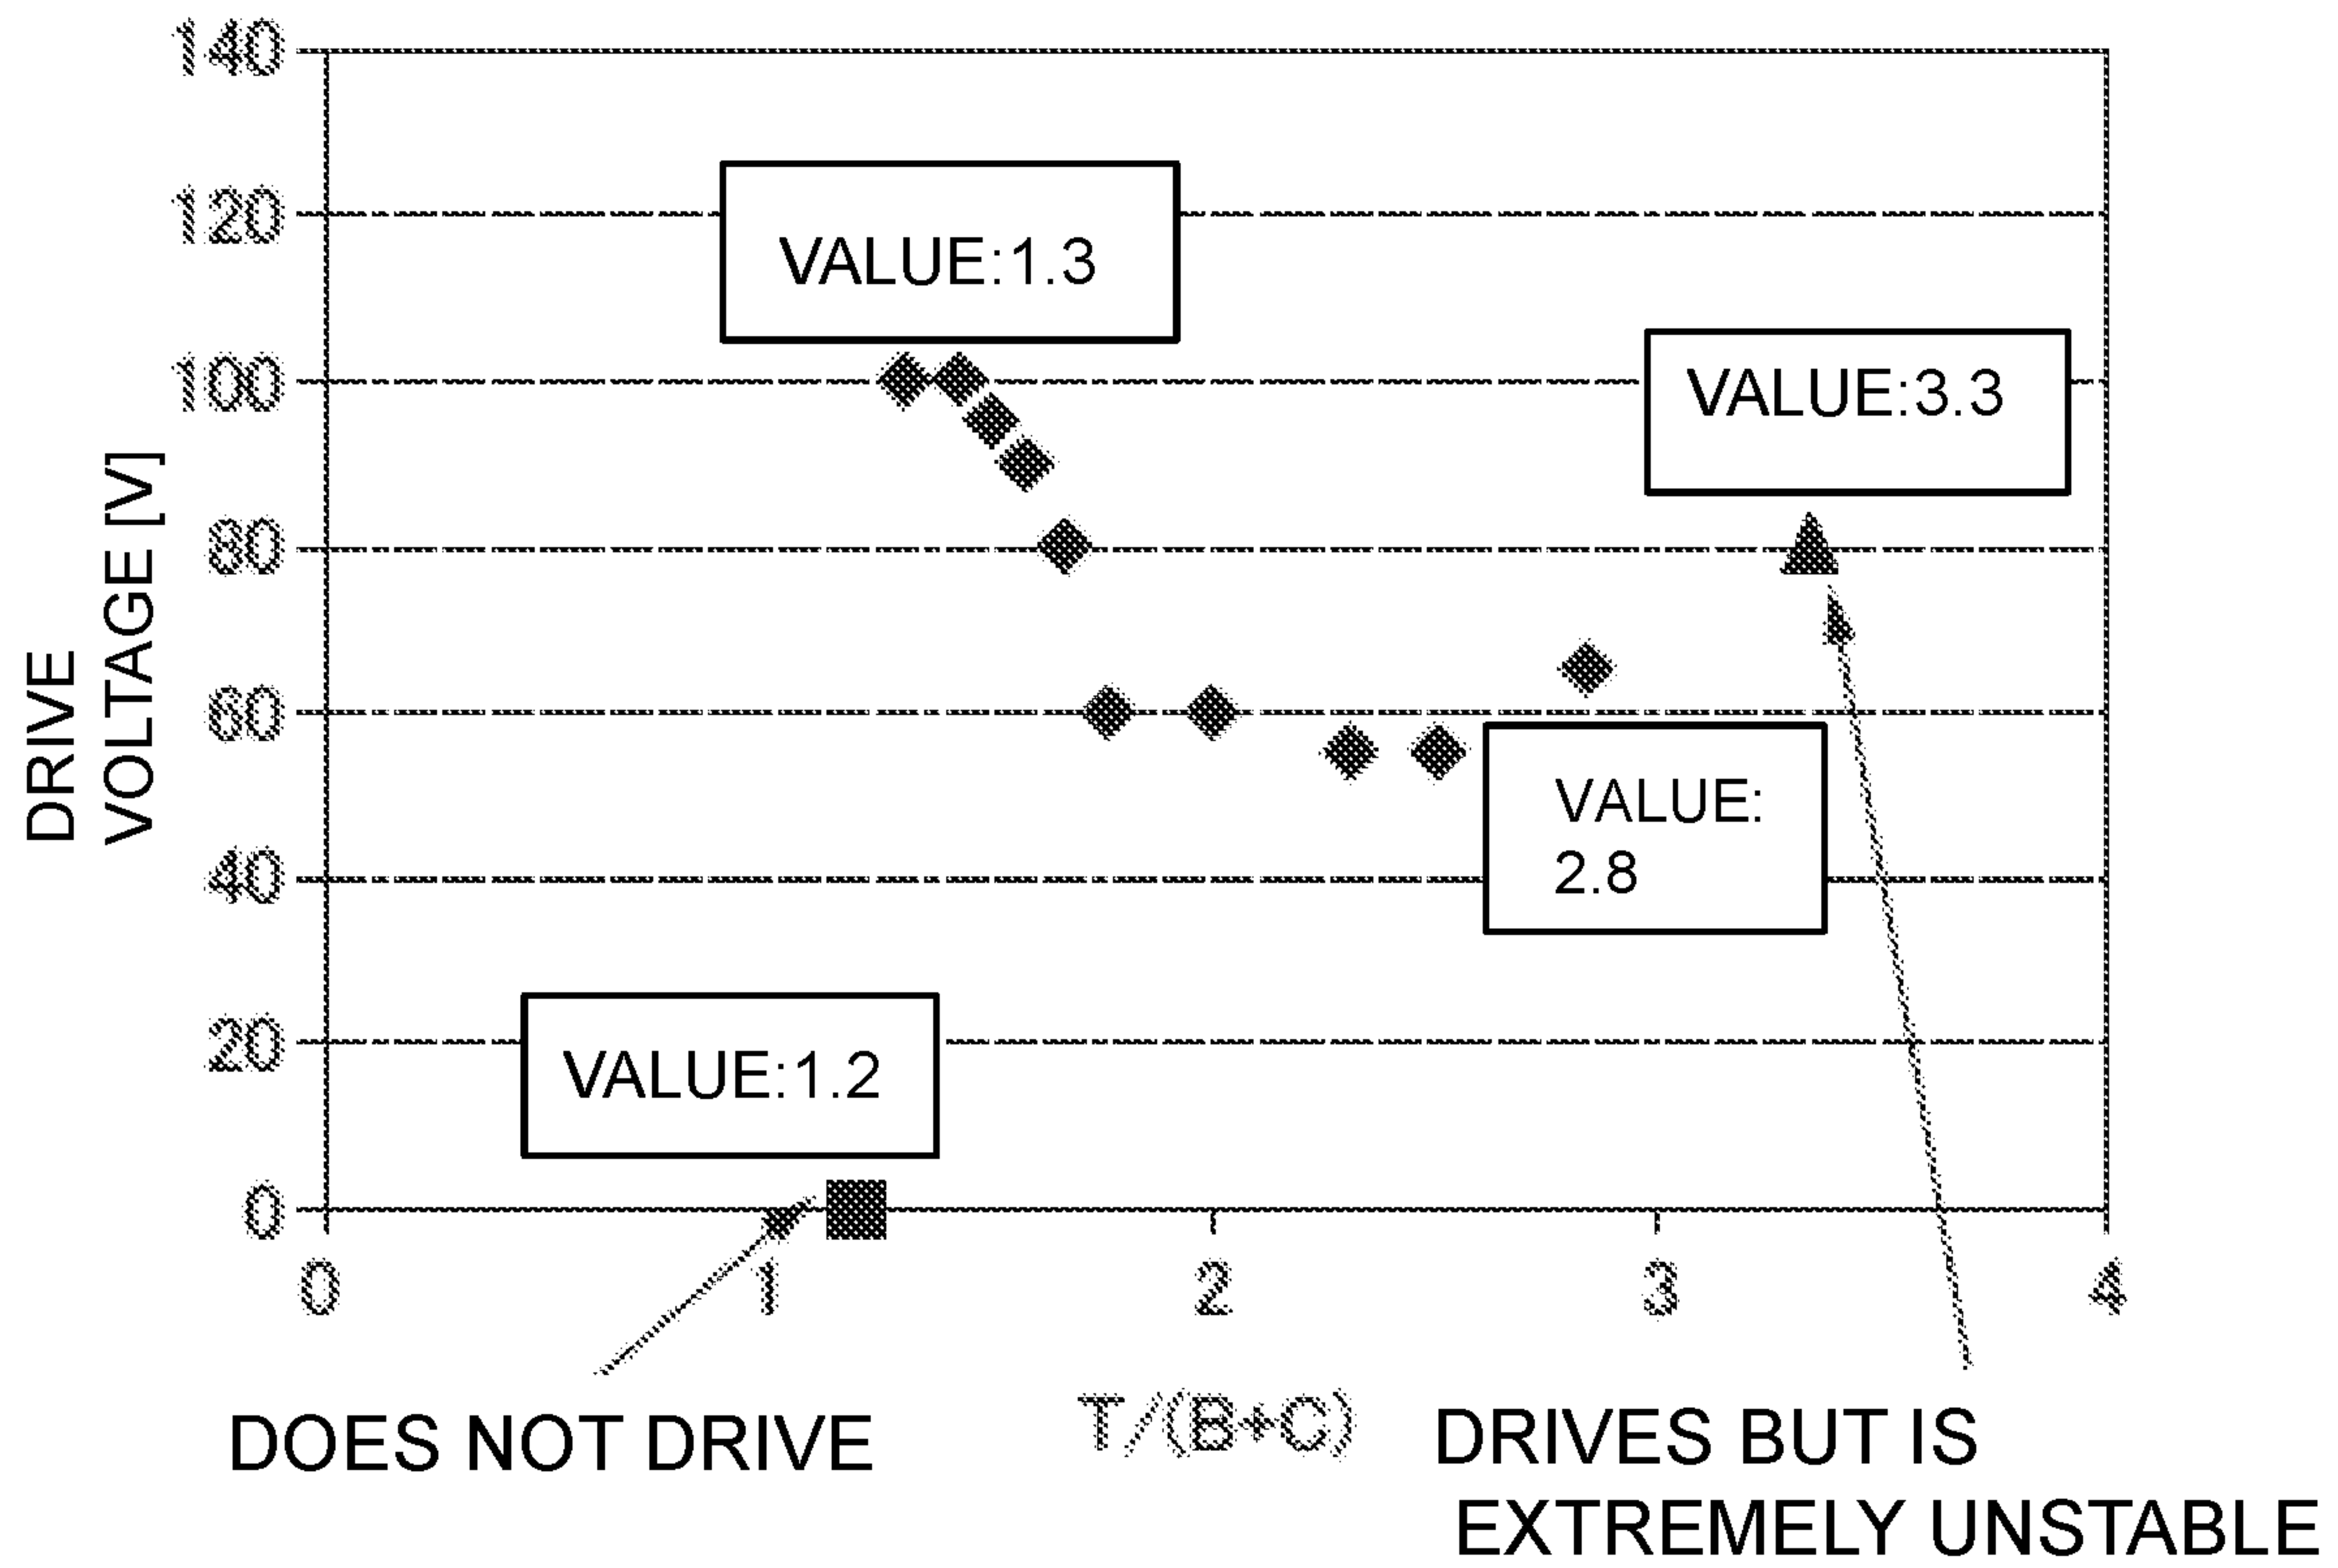 140
120
VALUE:1.3
100
VALUE:3.3
80
DRIVE
VOLTAGE [V]
60
VALUE:
2.8
40
20
VALUE:1.2
0
0 1 2 3 4
DOES NOT DRIVE
T/(B+C)
DRIVES BUT IS
EXTREMELY UNSTABLE